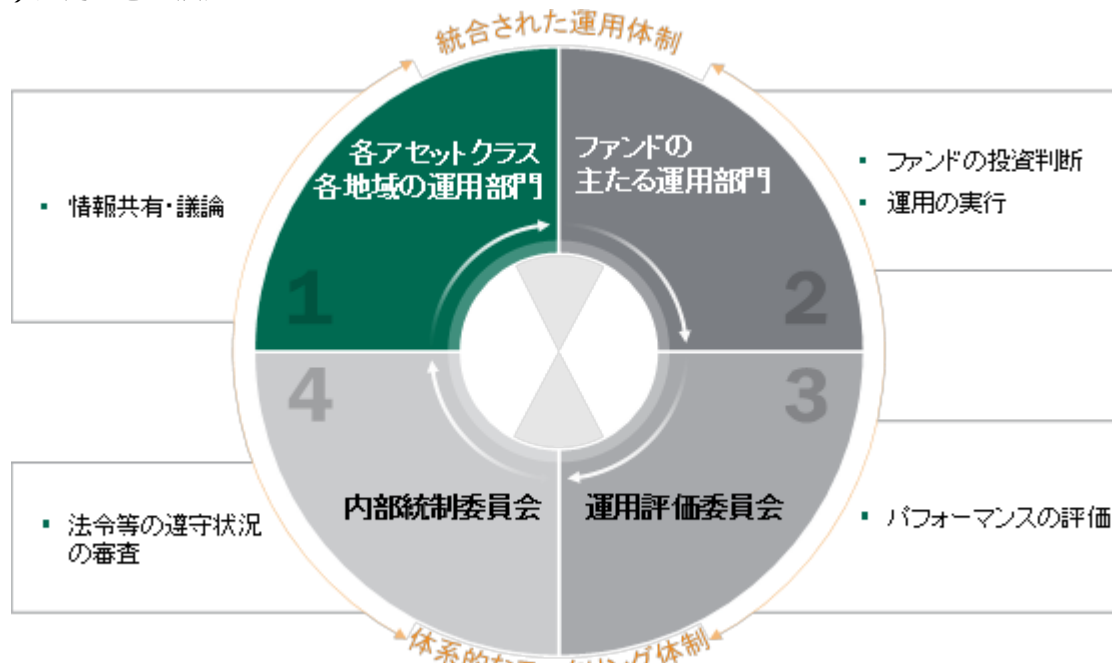 統合された運用体制
各アセットクラス
各地域の運用部門
ファンドの
主たる運用部門
▪ 情報共有・議論
▪ ファンドの投資判断
▪ 運用の実行
1
2
4
3
内部統制委員会
運用評価委員会
▪ 法令等の遵守状況
の審査
▪ パフォーマンスの評価
体系的な
グ体制